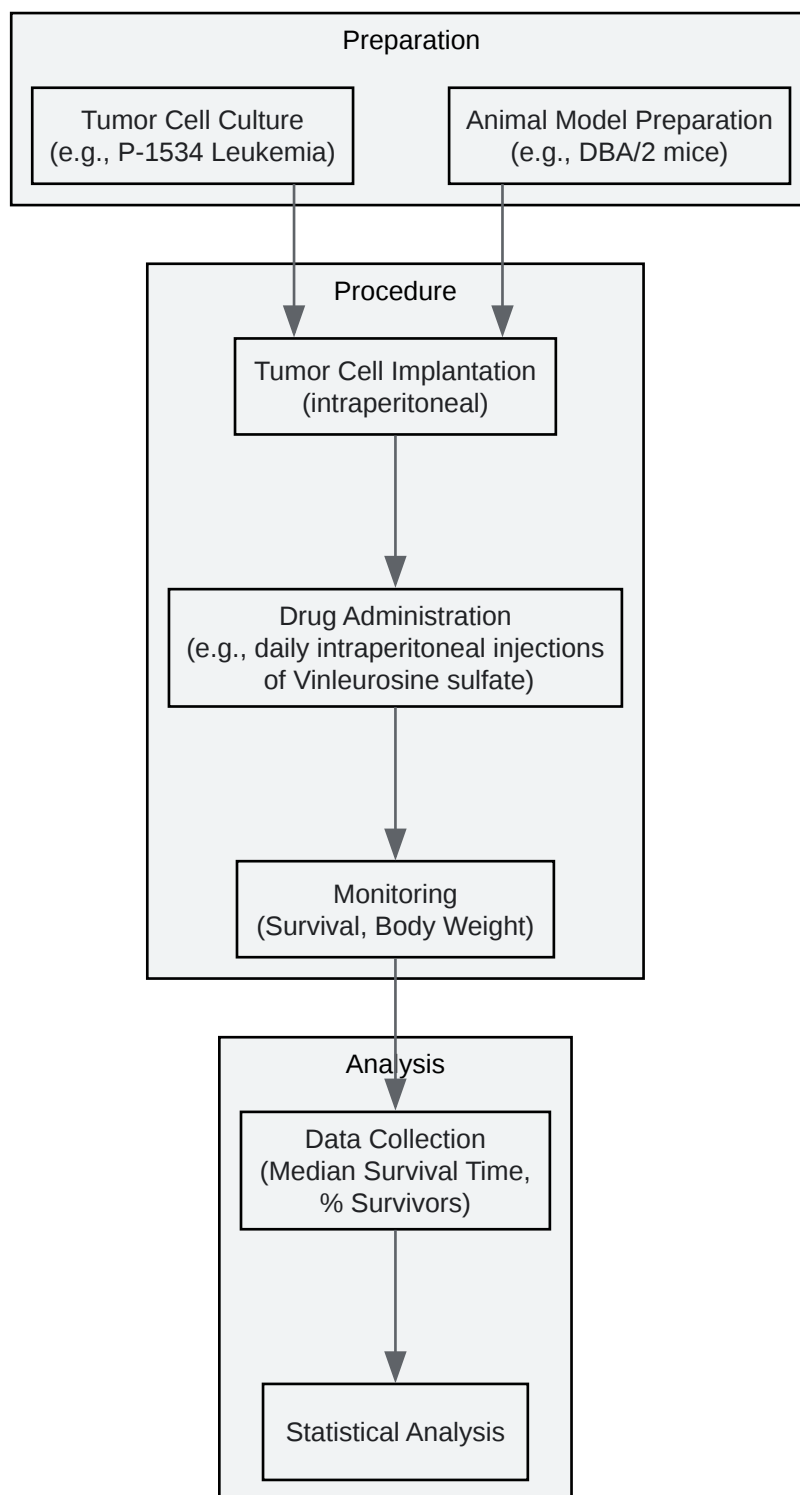 Preparation
Tumor Cell Culture
(e.g., P-1534 Leukemia)
Animal Model Preparation
(e.g., DBA/2 mice)
Procedure
Tumor Cell Implantation
(intraperitoneal)
Drug Administration
(e.g., daily intraperitoneal injections
of Vinleurosine sulfate)
Monitoring
(Survival, Body Weight)
Analysis
Data Collection
(Median Survival Time,
% Survivors)
Statistical Analysis